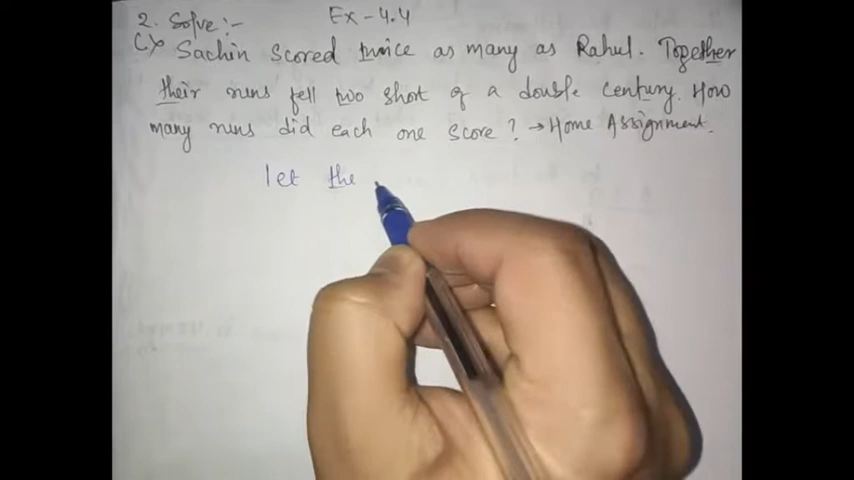 2. Solve :- Ex - 4.4
C) Sachin scored twice as many as Rahul. Together
their runs fell two short of a double century. How
many runs did each one score? → Home Assignment.
let the